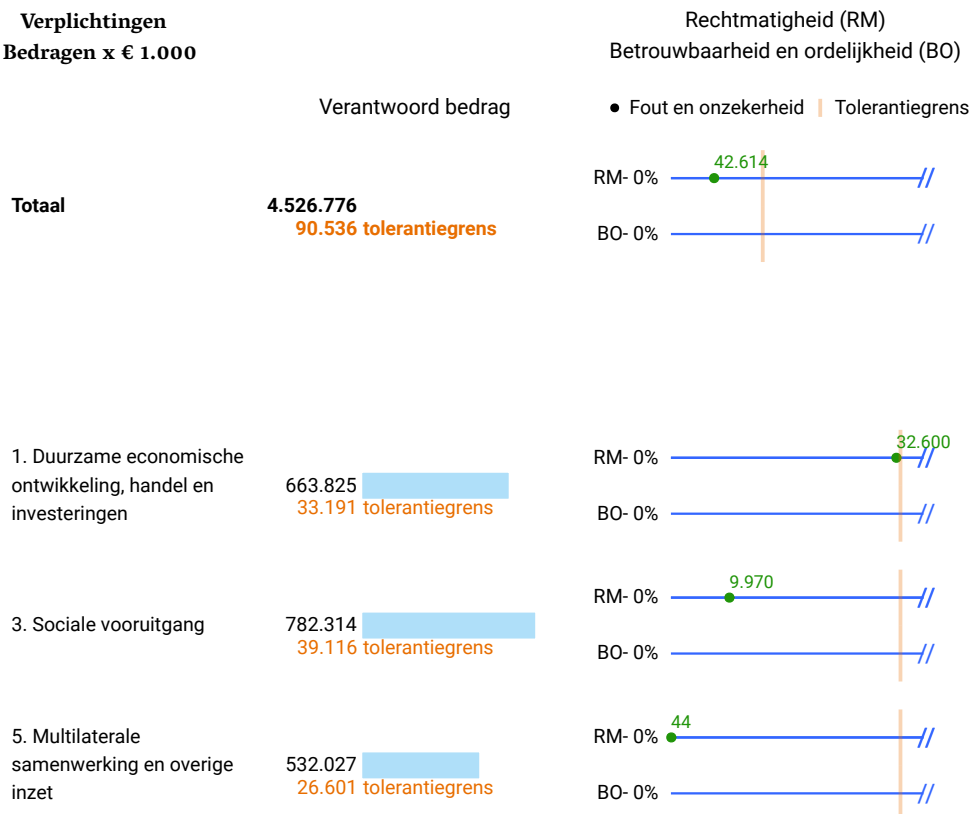 Verplichtingen
Bedragen x € 1.000
Rechtmatigheid (RM)
Betrouwbaarheid en ordelijkheid (BO)
Verantwoord bedrag
Fout en onzekerheid
Tolerantiegrens
42.614
RM- 0%
Totaal
4.526.776
90.536 tolerantiegrens
BO- 0%
32.600
1. Duurzame economische
ontwikkeling, handel en
investeringen
663.825
33.191 tolerantiegrens
RM- 0%
BO- 0%
9.970
RM- 0%
3. Sociale vooruitgang
782.314
39.116 tolerantiegrens
BO- 0%
44
5. Multilaterale
samenwerking en overige
inzet
532.027
26.601 tolerantiegrens
RM- 0%
BO- 0%